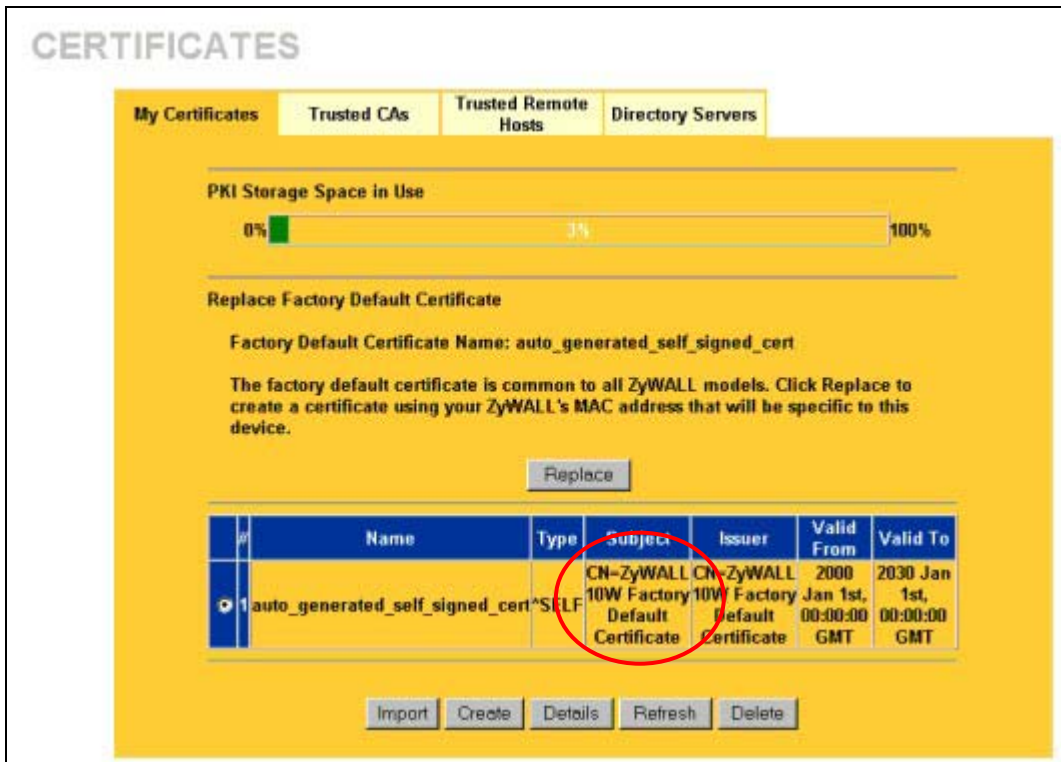 CERTIFICATES
My Certificates
Trusted CAs
Trusted Remote
Hosts
Directory Servers
PKI Storage Space in Use
0%
3%
100%
Replace Factory Default Certificate
Factory Default Certificate Name: auto_generated_self_signed_cert
The factory default certificate is common to all ZyWALL models. Click Replace to
create a certificate using your ZyWALL's MAC address that will be specific to this
device.
Replace
#
Name
Type
Subject
Issuer
Valid
From
Valid To
1
auto_generated_self_signed_cert
*SELF
CN=ZyWALL
10W Factory
Default
Certificate
CN=ZyWALL
10W Factory
Default
Certificate
2000
Jan 1st,
00:00:00
GMT
2030 Jan
1st,
00:00:00
GMT
Import
Create
Details
Refresh
Delete